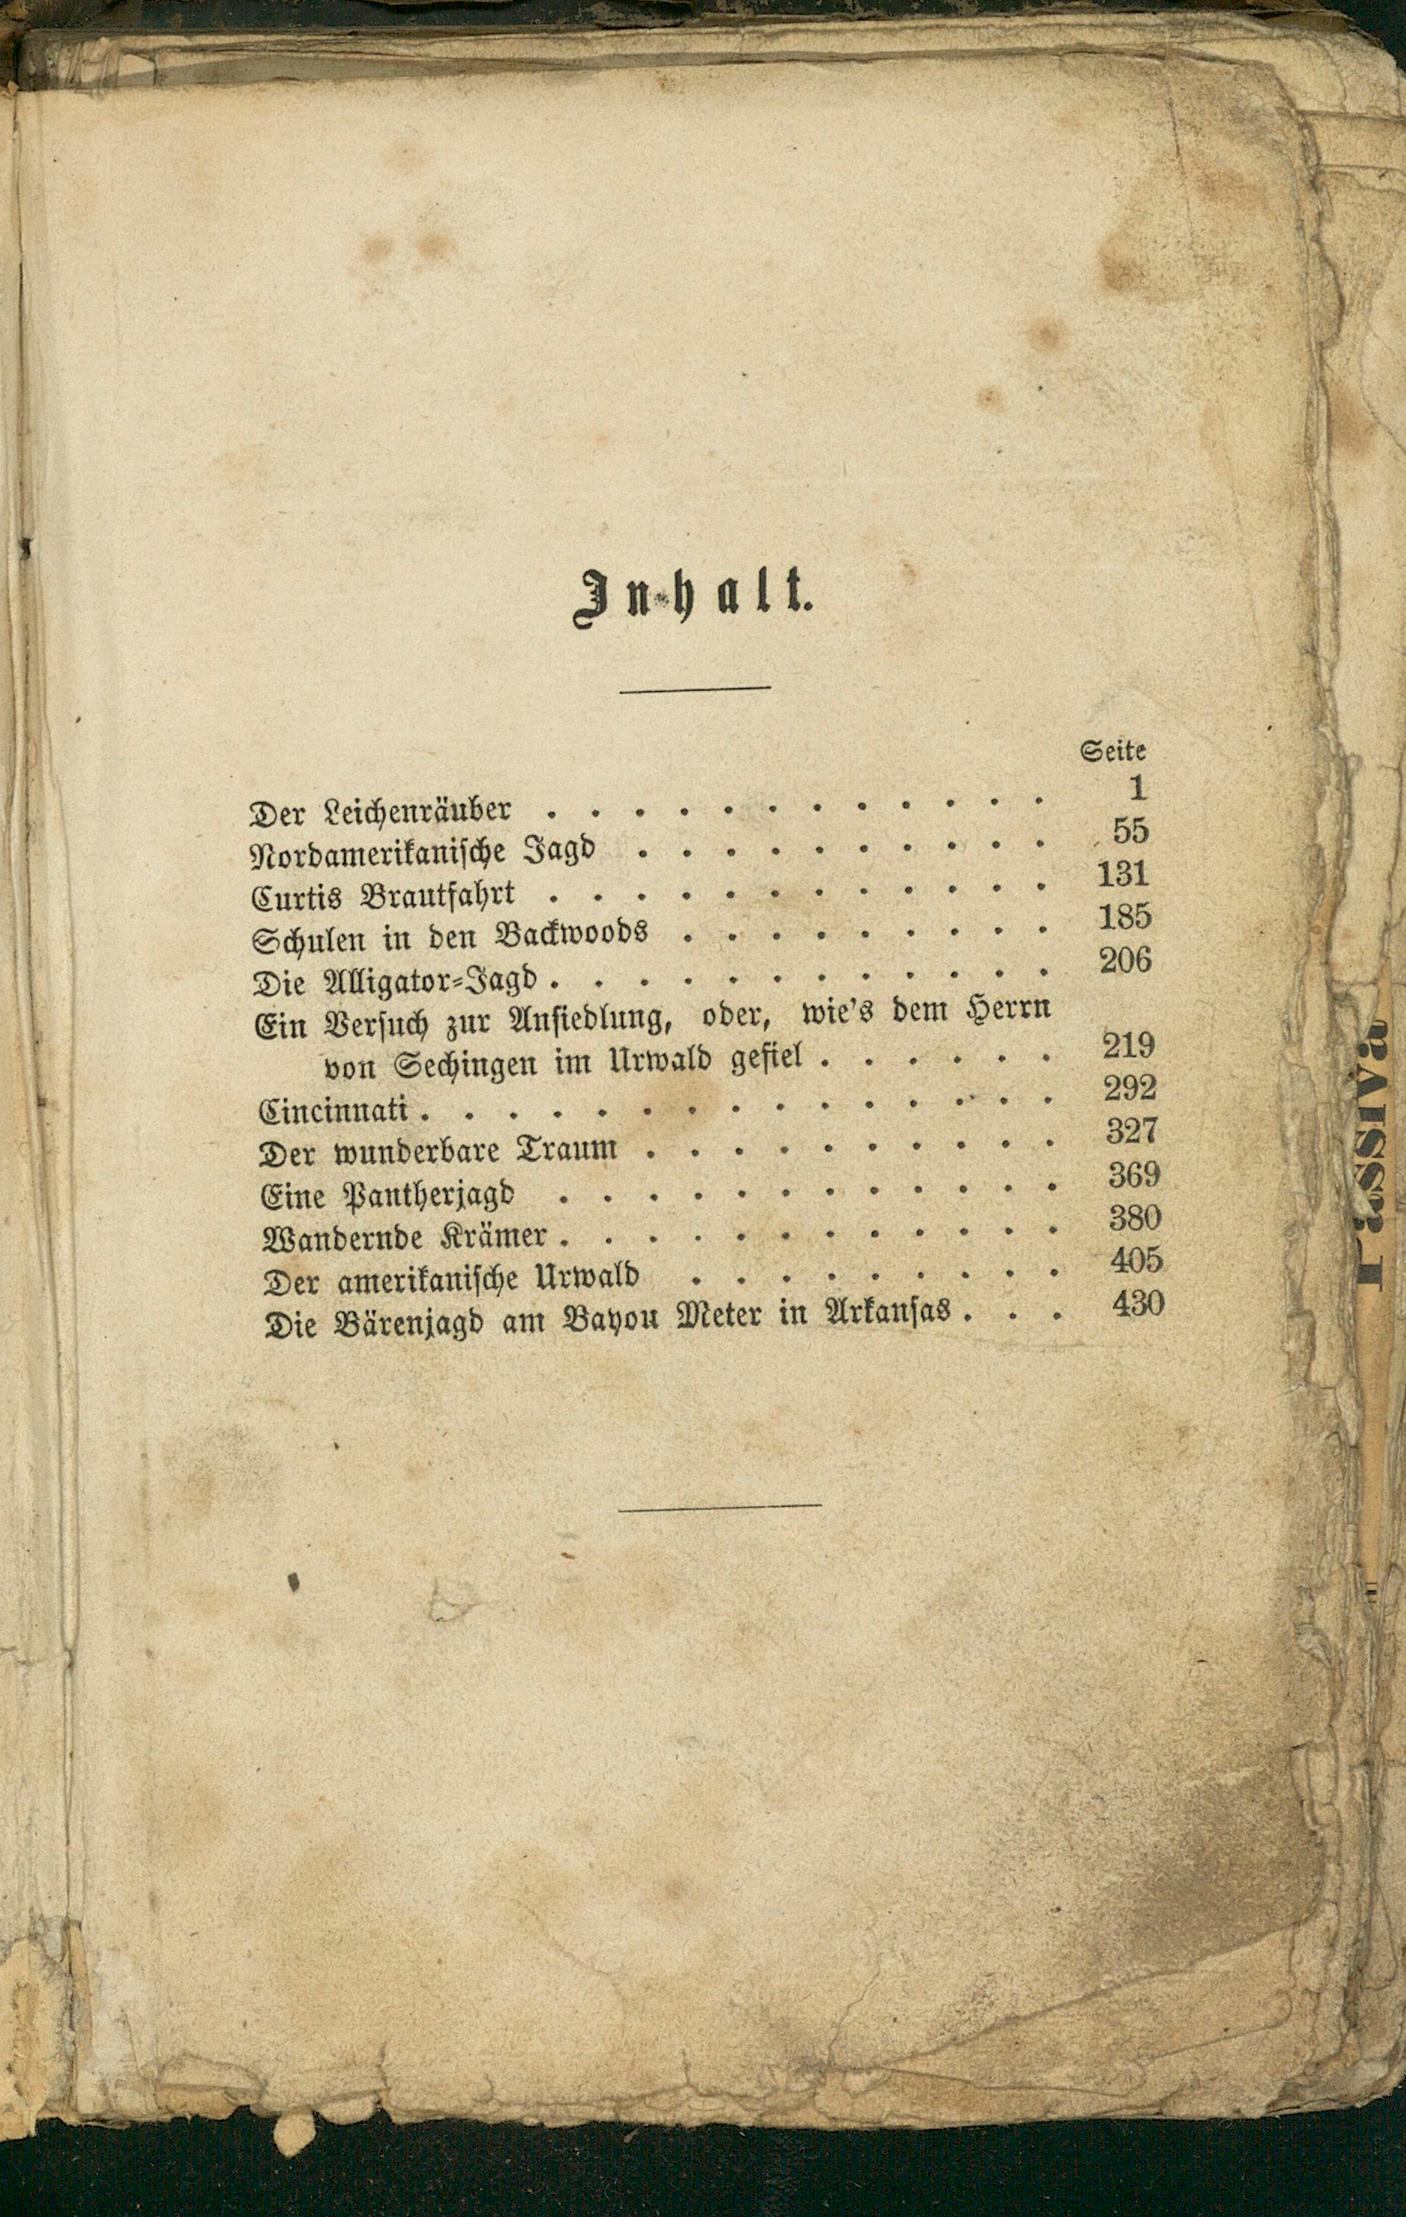 Inhalt.
Seite
Der Leichenräuber . . . . . . . . . . . . 1
Nordamerikanische Jagd . . . . . . . . . . 55
Curtis Brautfahrt . . . . . . . . . . . . 131
Schulen in den Backwoods . . . . . . . . . 185
Die Alligator-Jagd . . . . . . . . . . . . 206
Ein Versuch zur Ansiedlung, oder, wie's dem Herrn
von Sechingen im Urwald gefiel . . . . . . 219
Cincinnati . . . . . . . . . . . . . . . 292
Der wunderbare Traum . . . . . . . . . . 327
Eine Pantherjagd . . . . . . . . . . . . 369
Wandernde Krämer . . . . . . . . . . . . 380
Der amerikanische Urwald . . . . . . . . . 405
Die Bärenjagd am Bayou Meter in Arkansas . . . 430
Passiva